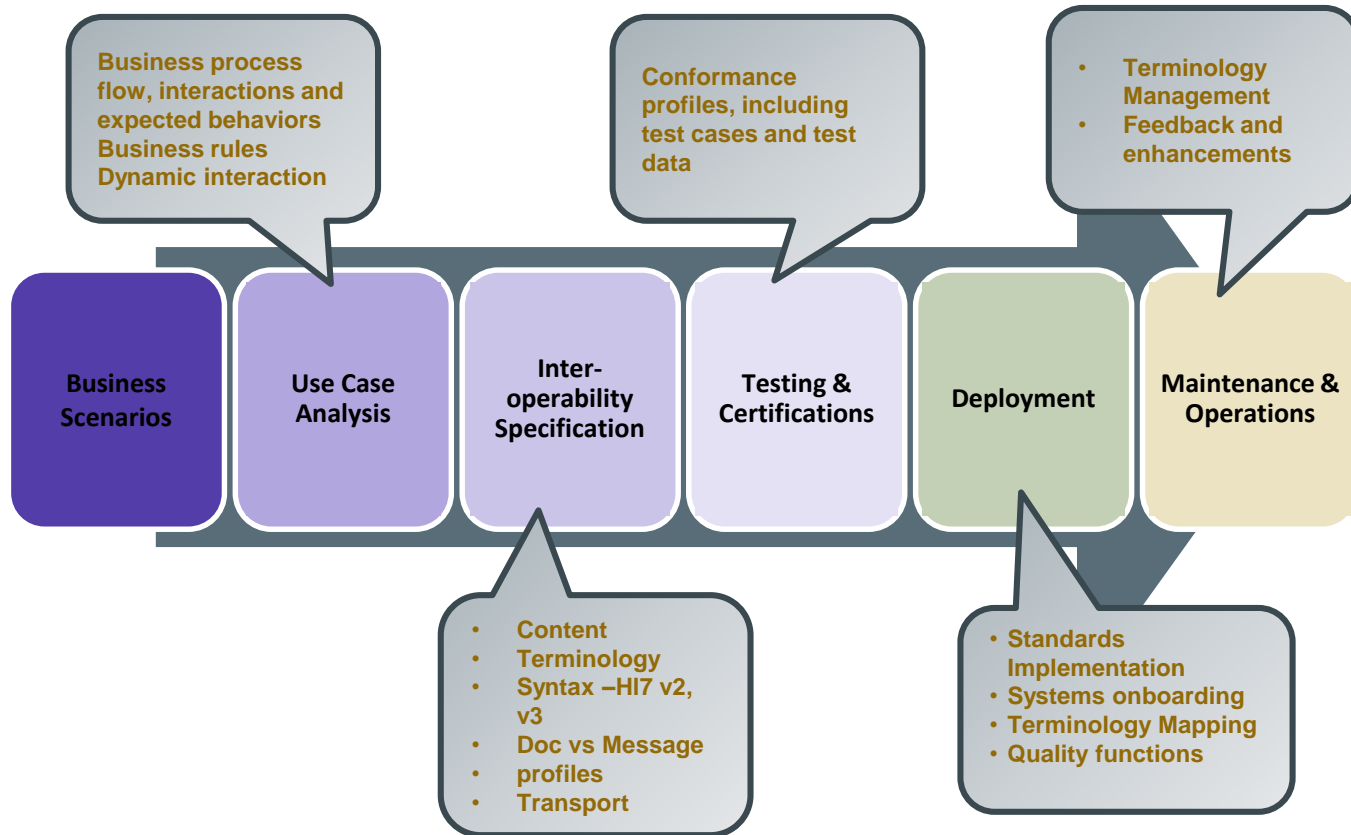 Business process
flow, interactions and
expected behaviors
Business rules
Dynamic interaction
Conformance
profiles, including
test cases and test
data
• Terminology
Management
• Feedback and
enhancements
Business
Scenarios
Use Case
Analysis
Inter-
operability
Specification
Testing &
Certifications
Deployment
Maintenance &
Operations
• Content
• Terminology
• Syntax –Hl7 v2,
v3
• Doc vs Message
• profiles
• Transport
• Standards
Implementation
• Systems onboarding
• Terminology Mapping
• Quality functions